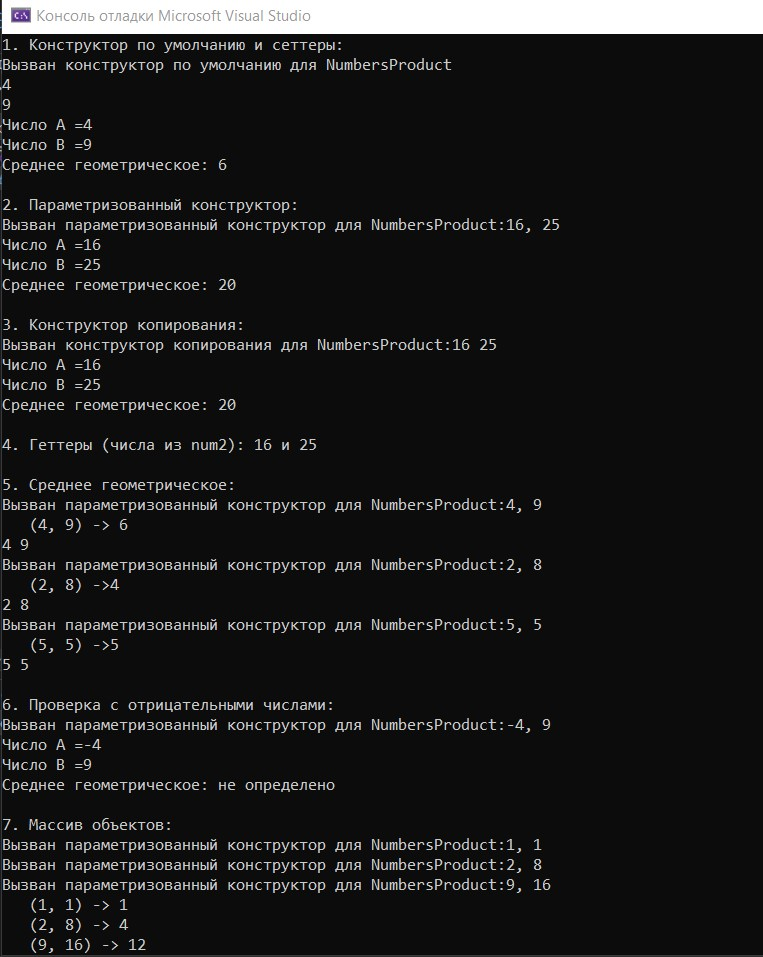 C:\ Консоль отладки Microsoft Visual Studio
1. Конструктор по умолчанию и сеттеры:
Вызван конструктор по умолчанию для NumbersProduct
4
9
Число A =4
Число B =9
Среднее геометрическое: 6
2. Параметризованный конструктор:
Вызван параметризованный конструктор для NumbersProduct:16, 25
Число A =16
Число B =25
Среднее геометрическое: 20
3. Конструктор копирования:
Вызван конструктор копирования для NumbersProduct:16 25
Число A =16
Число B =25
Среднее геометрическое: 20
4. Геттеры (числа из num2): 16 и 25
5. Среднее геометрическое:
Вызван параметризованный конструктор для NumbersProduct:4, 9
(4, 9) -> 6
4 9
Вызван параметризованный конструктор для NumbersProduct:2, 8
(2, 8) ->4
2 8
Вызван параметризованный конструктор для NumbersProduct:5, 5
(5, 5) ->5
5 5
6. Проверка с отрицательными числами:
Вызван параметризованный конструктор для NumbersProduct:-4, 9
Число A =-4
Число B =9
Среднее геометрическое: не определено
7. Массив объектов:
Вызван параметризованный конструктор для NumbersProduct:1, 1
Вызван параметризованный конструктор для NumbersProduct:2, 8
Вызван параметризованный конструктор для NumbersProduct:9, 16
(1, 1) -> 1
(2, 8) -> 4
(9, 16) -> 12